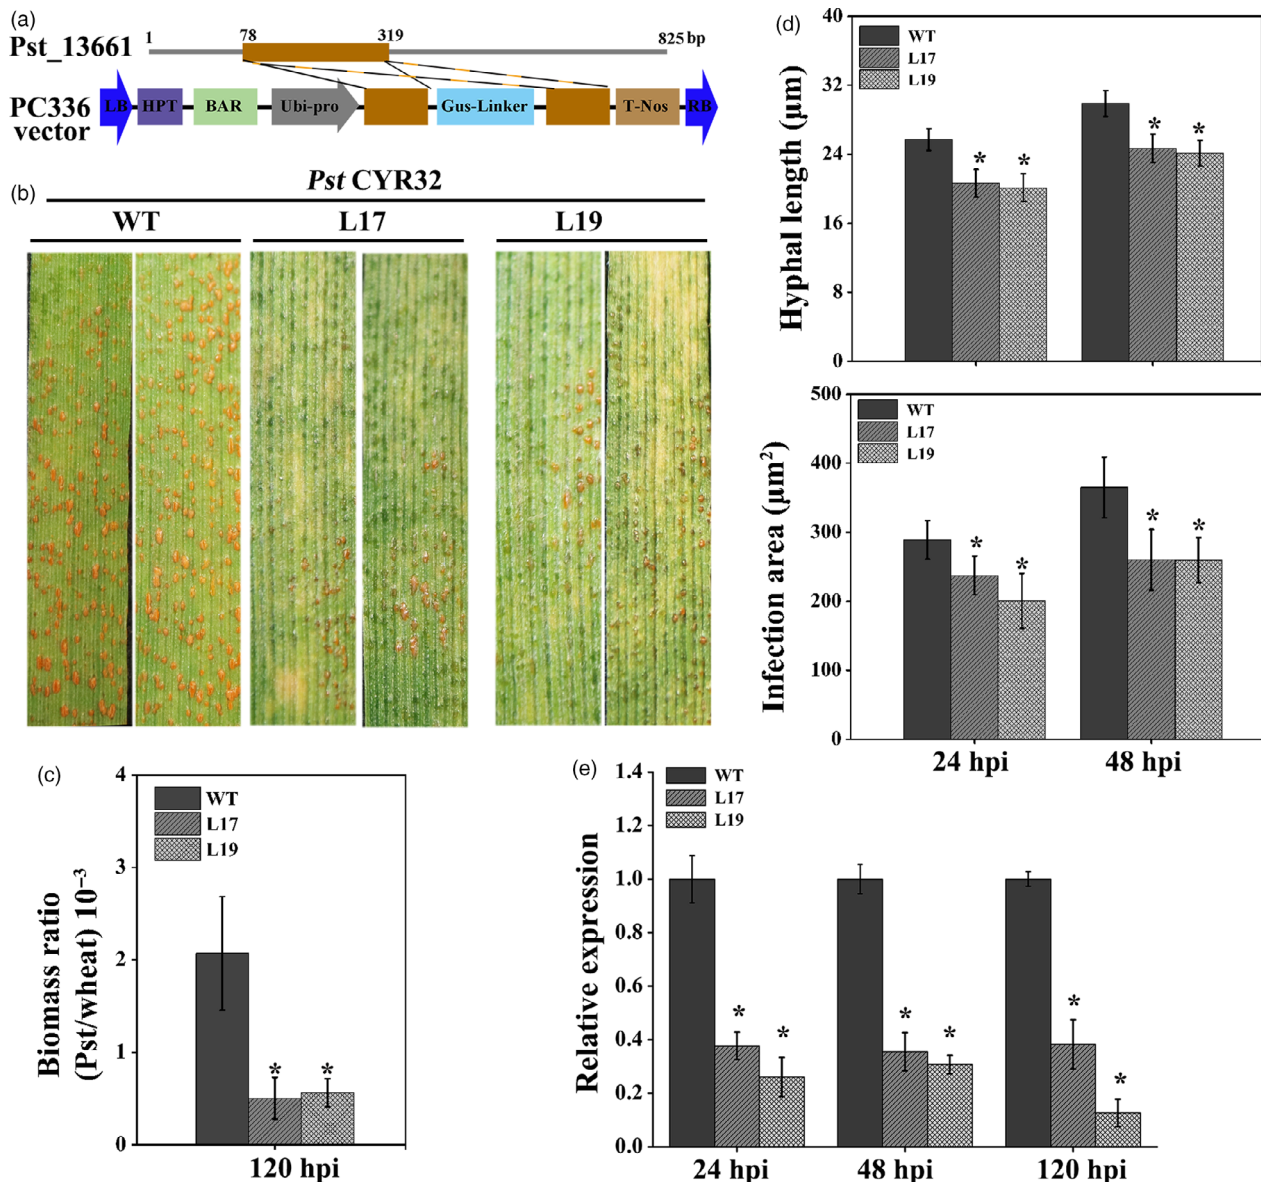 (a)
Pst_13661
1
78
319
825 bp
PC336
vector
LB
HPT
BAR
Ubi-pro
Gus-Linker
T-Nos
RB
(b)
Pst CYR32
WT
L17
L19
(c)
Biomass ratio
(Pst/wheat) 10⁻³
4
3
2
1
0
WT
L17
L19
*
*
120 hpi
(d)
Hyphal length (µm)
40
32
24
16
8
0
WT
L17
L19
*
*
*
*
Infection area (µm²)
500
400
300
200
100
0
WT
L17
L19
*
*
*
*
24 hpi
48 hpi
(e)
Relative expression
1.4
1.2
1.0
0.8
0.6
0.4
0.2
0.0
WT
L17
L19
*
*
*
*
*
*
24 hpi
48 hpi
120 hpi